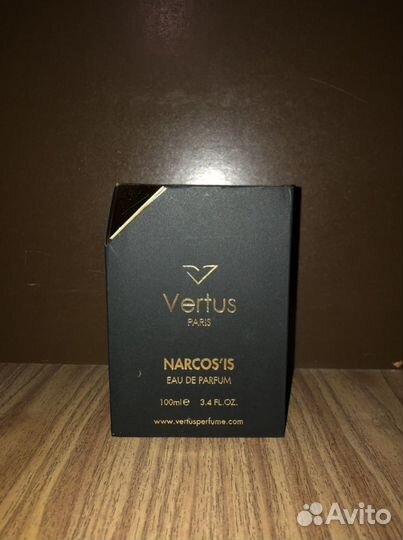 Vertus
PARIS
NARCOS'IS
EAU DE PARFUM
100ml e 3.4 FL.OZ.
www.vertusperfume.com
Avito